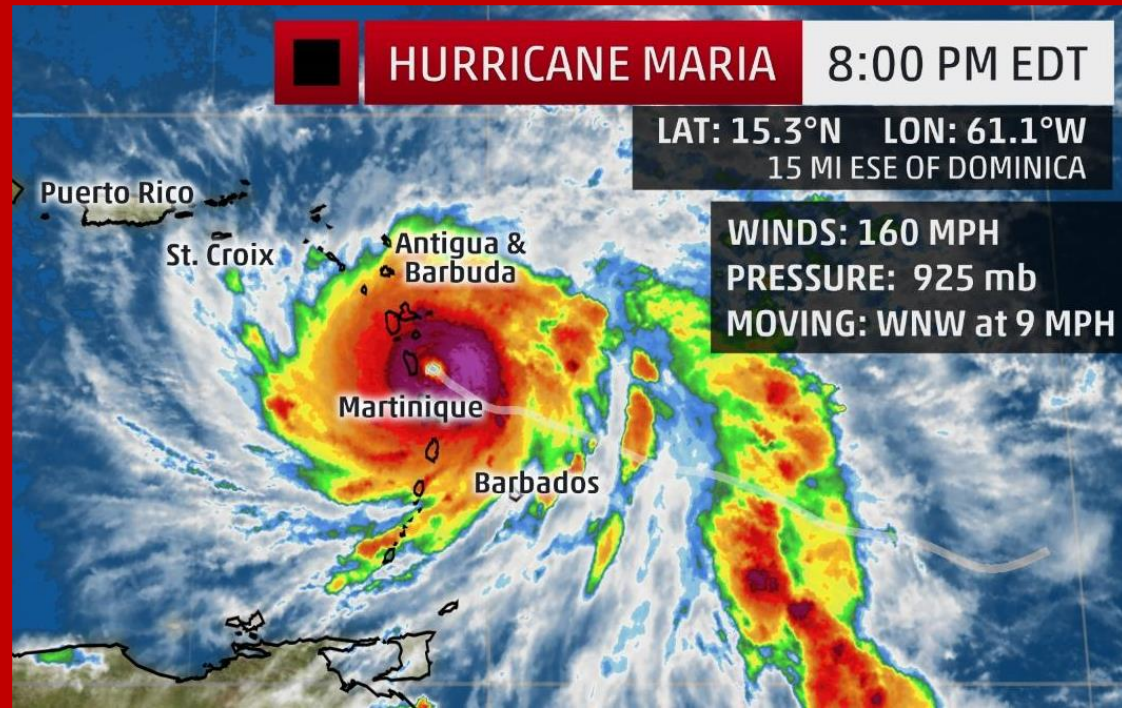 HURRICANE MARIA
8:00 PM EDT
LAT: 15.3°N LON: 61.1°W
15 MI ESE OF DOMINICA
WINDS: 160 MPH
PRESSURE: 925 mb
MOVING: WNW at 9 MPH
Puerto Rico
St. Croix
Antigua &
Barbuda
Martinique
Barbados